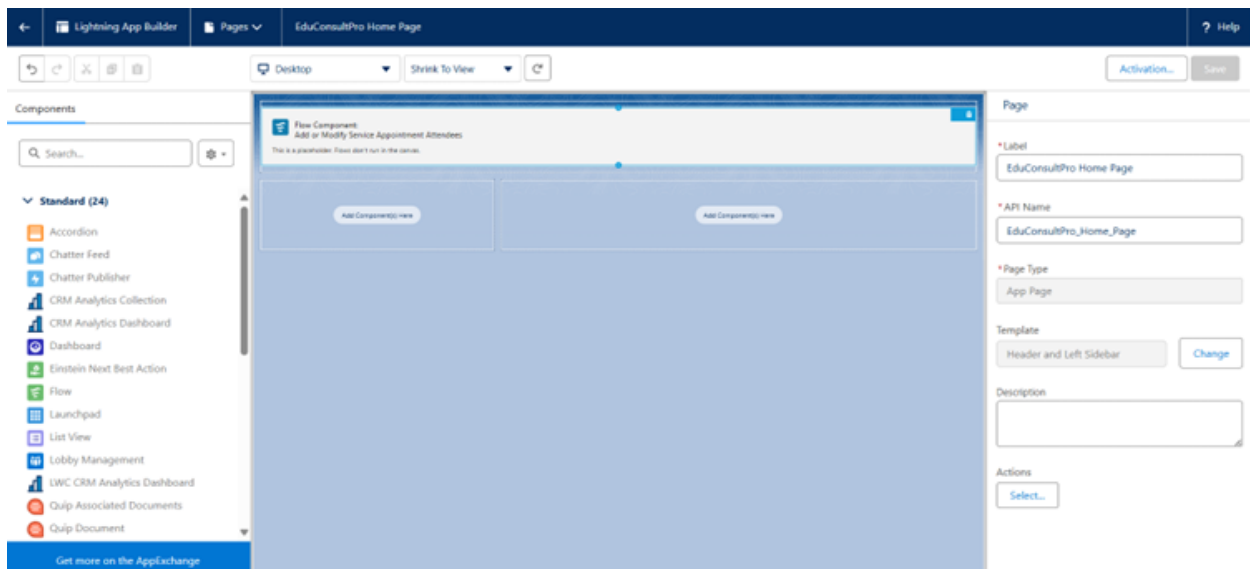 Lightning App Builder
Pages
EduConsultPro Home Page
? Help
Desktop
Shrink To View
Activation...
Save
Components
Search...
Standard (24)
Accordion
Chatter Feed
Chatter Publisher
CRM Analytics Collection
CRM Analytics Dashboard
Dashboard
Einstein Next Best Action
Flow
Launchpad
List View
Lobby Management
LWC CRM Analytics Dashboard
Quip Associated Documents
Quip Document
Get more on the AppExchange
Flow Component:
Add or Modify Service Appointment Attendees
This is a placeholder. Flows don't run in the canvas.
Add Component(s) Here
Add Component(s) Here
Page
*Label
EduConsultPro Home Page
*API Name
EduConsultPro_Home_Page
*Page Type
App Page
Template
Header and Left Sidebar
Change
Description
Actions
Select...